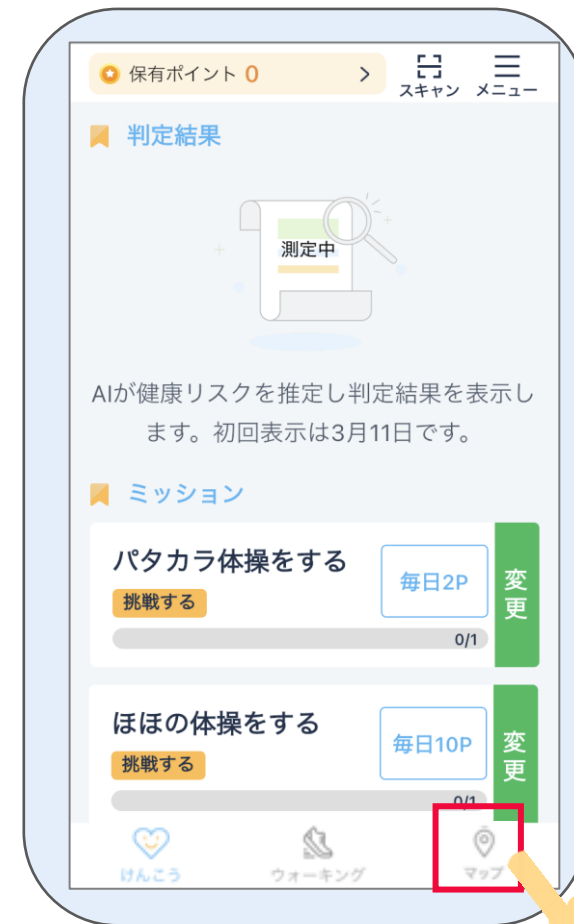 保有ポイント 0
スキャン メニュー
判定結果
測定中
AIが健康リスクを推定し判定結果を表示し
ます。初回表示は3月11日です。
ミッション
パタカラ体操をする
挑戦する
毎日2P
変更
0/1
ほほの体操をする
挑戦する
毎日10P
変更
0/1
けんこう ウォーキング マップ